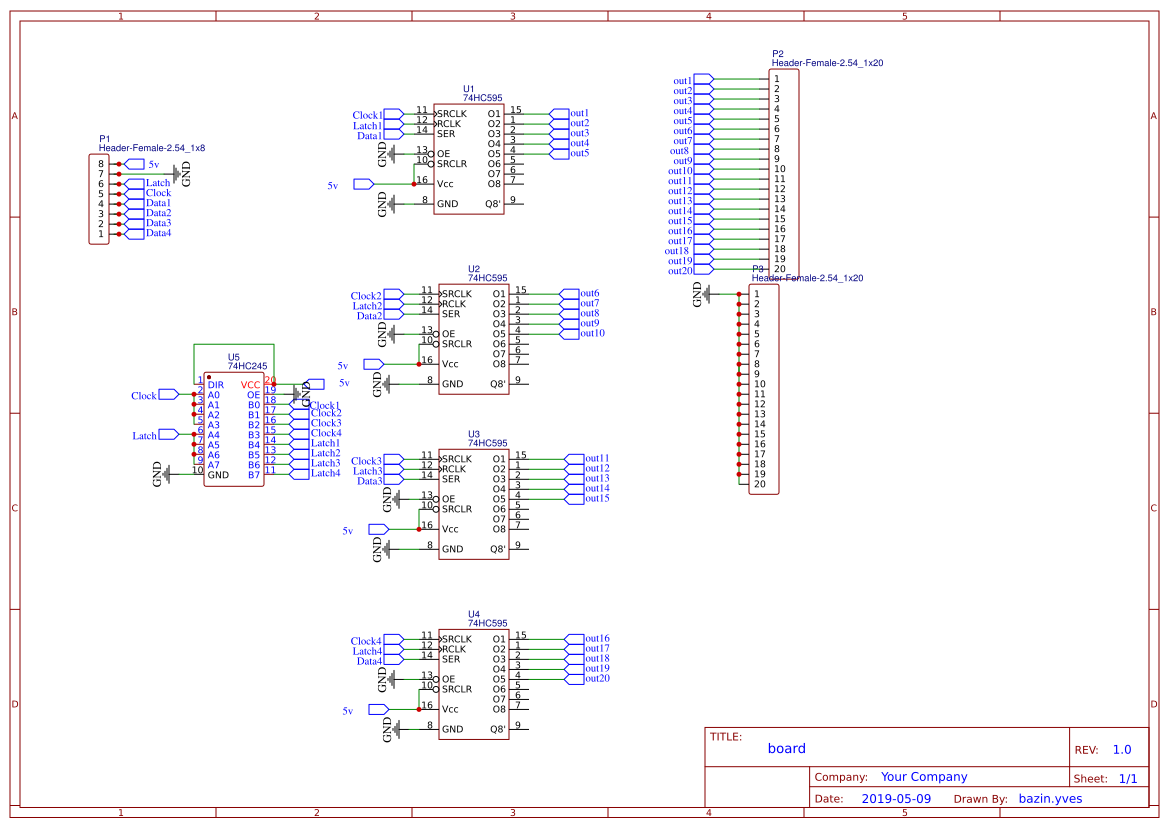 1 2 3 4 5
A
B
C
D
A
B
C
D
1 2 3 4 5
P1
Header-Female-2.54_1x8
8 5v
7 GND
6 Latch
5 Clock
4 Data1
3 Data2
2 Data3
1 Data4
U1
74HC595
Clock1 11 SRCLK O1 15 out1
Latch1 12 RCLK O2 1 out2
Data1 14 SER O3 2 out3
O4 3 out4
GND 13 OE O5 4 out5
10 SRCLR O6 5
O7 6
5v 16 Vcc O8 7
GND 8 GND Q8' 9
U2
74HC595
Clock2 11 SRCLK O1 15 out6
Latch2 12 RCLK O2 1 out7
Data2 14 SER O3 2 out8
O4 3 out9
GND 13 OE O5 4 out10
10 SRCLR O6 5
O7 6
5v 16 Vcc O8 7
GND 8 GND Q8' 9
U5
74HC245
1 DIR VCC 20 5v
Clock 2 A0 OE 19 GND
3 A1 B0 18 Clock1
4 A2 B1 17 Clock2
5 A3 B2 16 Clock3
Latch 6 A4 B3 15 Clock4
7 A5 B4 14 Latch1
8 A6 B5 13 Latch2
9 A7 B6 12 Latch3
GND 10 GND B7 11 Latch4
U3
74HC595
Clock3 11 SRCLK O1 15 out11
Latch3 12 RCLK O2 1 out12
Data3 14 SER O3 2 out13
O4 3 out14
GND 13 OE O5 4 out15
10 SRCLR O6 5
O7 6
5v 16 Vcc O8 7
GND 8 GND Q8' 9
U4
74HC595
Clock4 11 SRCLK O1 15 out16
Latch4 12 RCLK O2 1 out17
Data4 14 SER O3 2 out18
O4 3 out19
GND 13 OE O5 4 out20
10 SRCLR O6 5
O7 6
5v 16 Vcc O8 7
GND 8 GND Q8' 9
P2
Header-Female-2.54_1x20
out1 1
out2 2
out3 3
out4 4
out5 5
out6 6
out7 7
out8 8
out9 9
out10 10
out11 11
out12 12
out13 13
out14 14
out15 15
out16 16
out17 17
out18 18
out19 19
out20 20
P3
Header-Female-2.54_1x20
GND 1
2
3
4
5
6
7
8
9
10
11
12
13
14
15
16
17
18
19
20
TITLE:
board
REV: 1.0
Company: Your Company
Sheet: 1/1
Date: 2019-05-09 Drawn By: bazin.yves